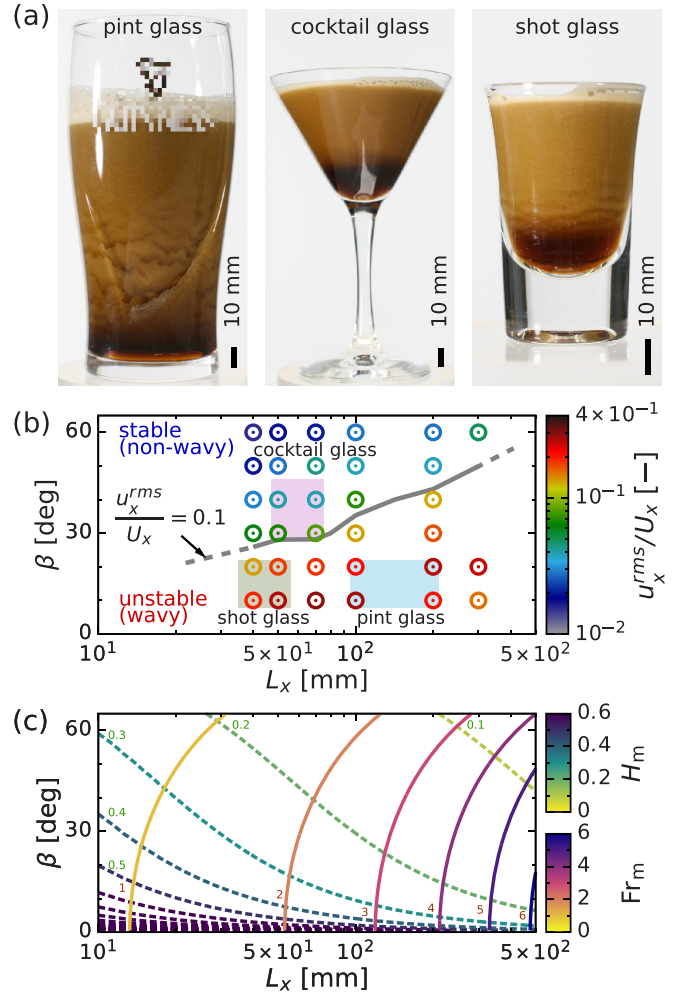 (a)
pint glass
cocktail glass
shot glass
10 mm
10 mm
10 mm
(b)
60
30
0
β [deg]
stable
(non-wavy)
cocktail glass
u_x^{rms}/U_x = 0.1
unstable
(wavy)
shot glass
pint glass
10^1
5×10^1
10^2
5×10^2
L_x [mm]
4×10^{-1}
10^{-1}
10^{-2}
u_x^{rms}/U_x [—]
(c)
60
30
0
β [deg]
0.3
0.2
0.1
0.4
0.5
1
2
3
4
5
6
10^1
5×10^1
10^2
5×10^2
L_x [mm]
0.6
0.4
0.2
0
H_m
6
4
2
0
Fr_m